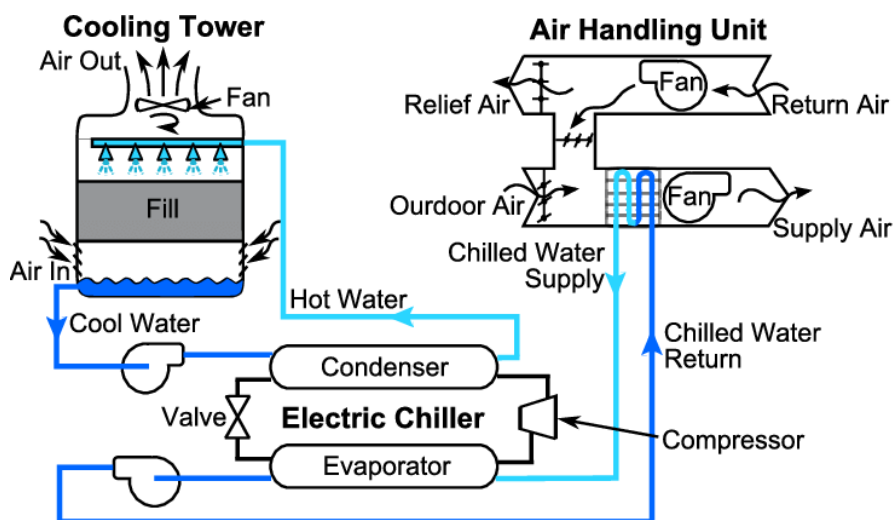 Cooling Tower
Air Out
Fan
Fill
Air In
Cool Water
Hot Water
Air Handling Unit
Relief Air
Fan
Return Air
Ourdoor Air
Fan
Supply Air
Chilled Water
Supply
Chilled Water
Return
Condenser
Valve
Electric Chiller
Compressor
Evaporator